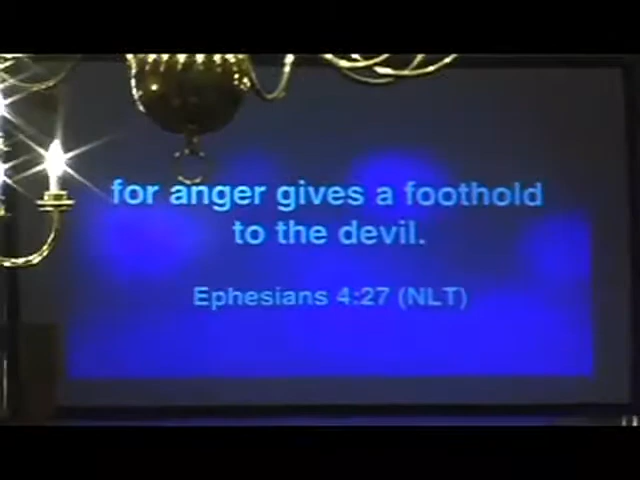 for anger gives a foothold
to the devil.
Ephesians 4:27 (NLT)